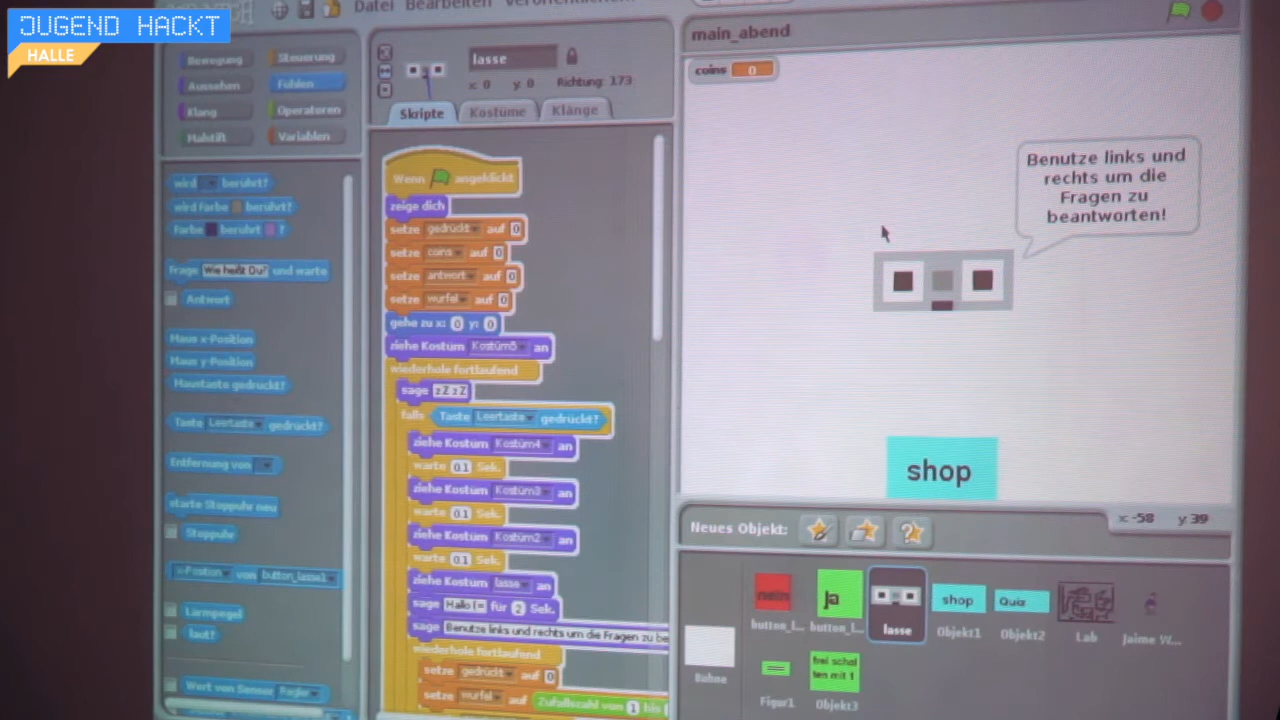 JUGEND HACKT
HALLE
Datei Bearbeiten
Bewegung
Steuerung
Aussehen
Fühlen
Klang
Operatoren
Malstift
Variablen
wird berührt?
wird Farbe berührt?
Farbe berührt ?
Frage Wie heißt Du? und warte
Antwort
Maus x-Position
Maus y-Position
Maustaste gedrückt?
Taste Leertaste gedrückt?
Entfernung von
starte Stoppuhr neu
Stoppuhr
x-Position von button_lasse1
Lärmpegel
laut?
Wert von Sensor Regler
lasse
x: 0 y: 0 Richtung: 173
Skripte Kostüme Klänge
Wenn angeklickt
zeige dich
setze gedrückt auf 0
setze coins auf 0
setze antwort auf 0
setze würfel auf 0
gehe zu x: 0 y: 0
ziehe Kostüm Kostüm5 an
wiederhole fortlaufend
sage zZzZ
falls Taste Leertaste gedrückt?
ziehe Kostüm Kostüm4 an
warte 0.1 Sek.
ziehe Kostüm Kostüm3 an
warte 0.1 Sek.
ziehe Kostüm Kostüm2 an
warte 0.1 Sek.
ziehe Kostüm lasse an
sage Hallo (= für 2 Sek.
sage Benutze links und rechts um die Fragen zu be
wiederhole fortlaufend
setze gedrückt auf 0
setze würfel auf Zufallszahl von 1 bis
main_abend
coins 0
Benutze links und
rechts um die
Fragen zu
beantworten!
shop
x: -58 y: 39
Neues Objekt:
Bühne
nein
button_l...
ja
button_l...
lasse
shop
Objekt1
Quiz
Objekt2
Lab
Jaime W...
Figur1
frei schal
ten mit 1
Objekt3